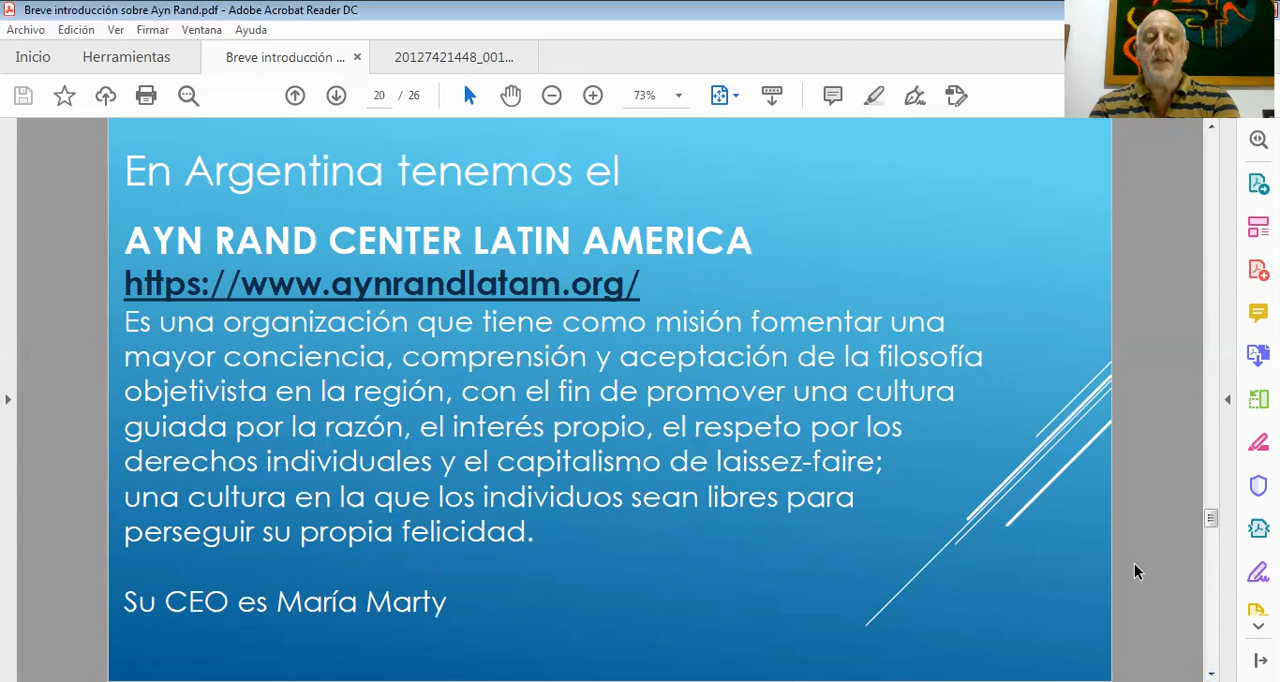 Breve introducción sobre Ayn Rand.pdf - Adobe Acrobat Reader DC
Archivo Edición Ver Firmar Ventana Ayuda
Inicio Herramientas Breve introducción ... × 20127421448_001...
20 / 26 73%
En Argentina tenemos el
AYN RAND CENTER LATIN AMERICA
https://www.aynrandlatam.org/
Es una organización que tiene como misión fomentar una
mayor conciencia, comprensión y aceptación de la filosofía
objetivista en la región, con el fin de promover una cultura
guiada por la razón, el interés propio, el respeto por los
derechos individuales y el capitalismo de laissez-faire;
una cultura en la que los individuos sean libres para
perseguir su propia felicidad.
Su CEO es María Marty